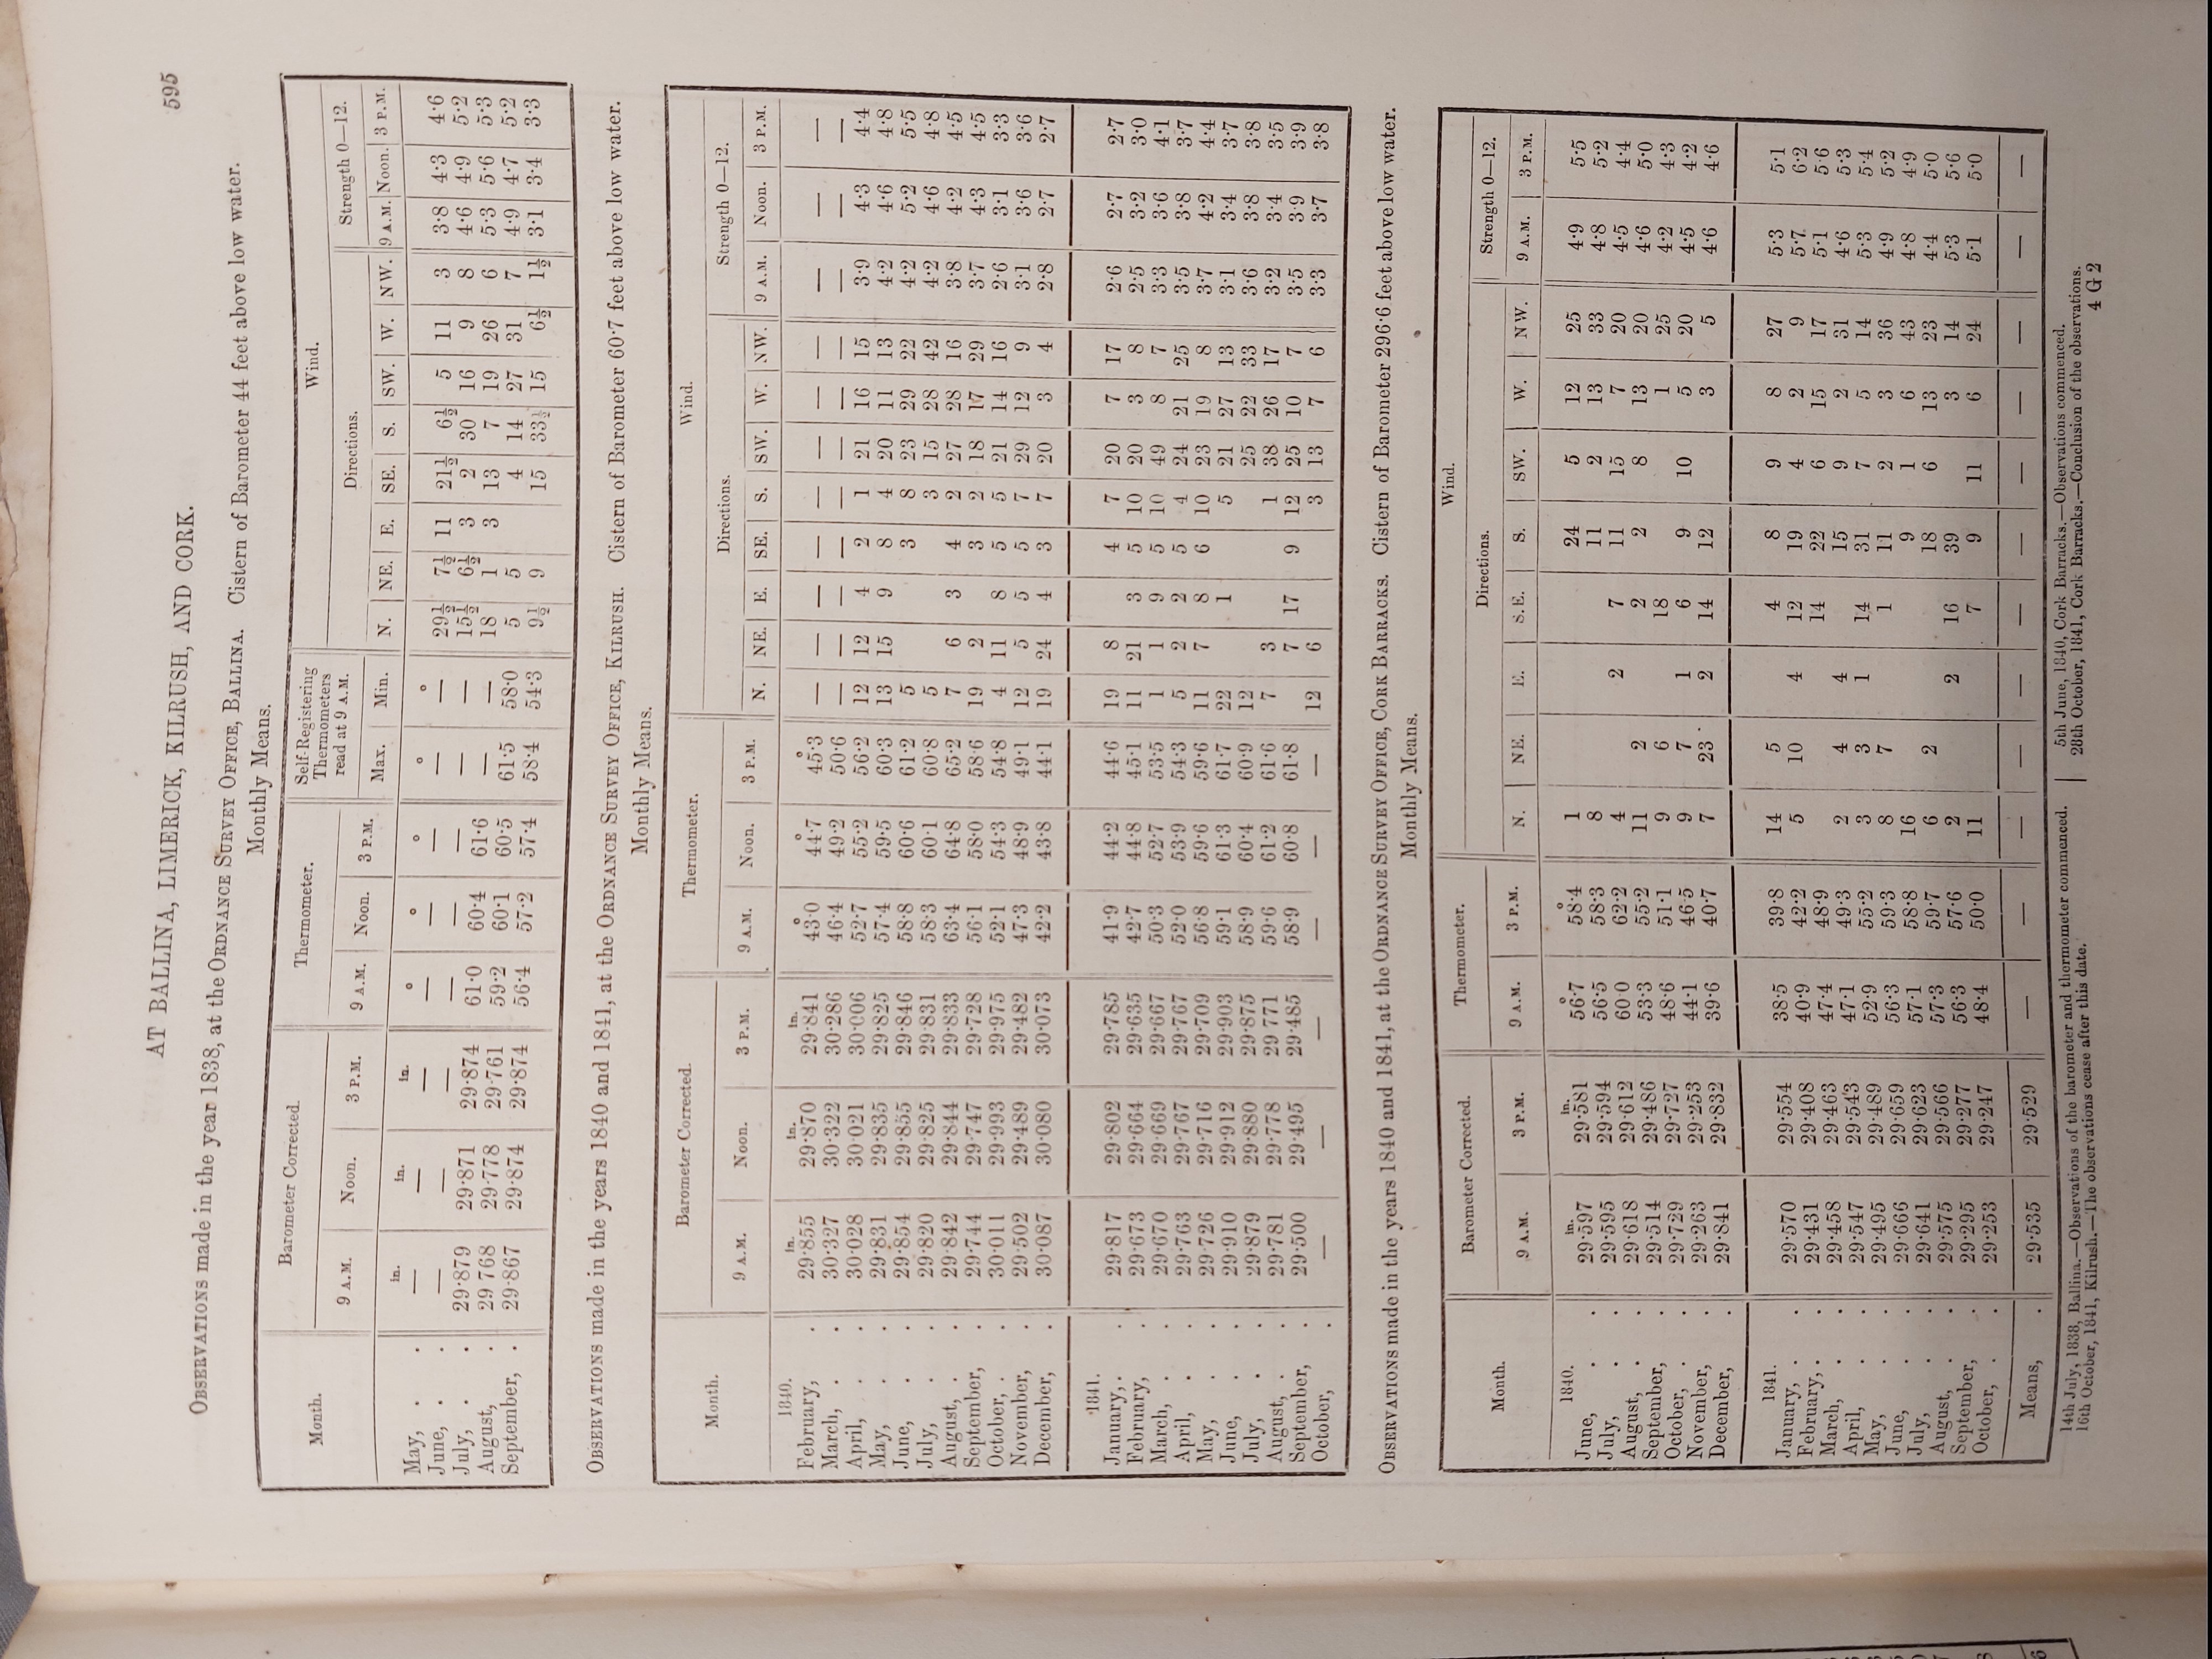 AT BALLINA, LIMERICK, KILRUSH, AND CORK. 595
OBSERVATIONS made in the year 1838, at the ORDNANCE SURVEY OFFICE, BALLINA. Cistern of Barometer 44 feet above low water.
Monthly Means.
Month. Barometer Corrected. Thermometer. Self-Registering Thermometers read at 9 A.M. Wind.
Directions. Strength 0—12.
9 A.M. Noon. 3 P.M. 9 A.M. Noon. 3 P.M. Max. Min. N. NE. E. SE. S. SW. W. NW. 9 A.M. Noon. 3 P.M.
in. in. in. ° ° ° ° °
May, . . — — — — — — — — 29½ 7½ 11 21½ 6½ 5 11 3 3·8 4·3 4·6
June, . . — — — — — — — — 15½ 6½ 3 2 30 16 9 8 4·6 4·9 5·2
July, . . 29·879 29·871 29·874 61·0 60·4 61·6 — — 18 1 3 13 7 19 26 6 5·3 5·6 5·3
August, . 29 768 29·778 29·761 59·2 60·1 60·5 61·5 58·0 5 5 4 14 27 31 7 4·9 4·7 5·2
September, . 29·867 29·874 29·874 56·4 57·2 57·4 58·4 54·3 9½ 9 15 33½ 15 6½ 1½ 3·1 3·4 3·3
OBSERVATIONS made in the years 1840 and 1841, at the ORDNANCE SURVEY OFFICE, KILRUSH. Cistern of Barometer 60·7 feet above low water.
Monthly Means.
Month. Barometer Corrected. Thermometer. Wind.
Directions. Strength 0—12.
9 A.M. Noon. 3 P.M. 9 A.M. Noon. 3 P.M. N. NE. E. SE. S. SW. W. NW. 9 A.M. Noon. 3 P.M.
1840. in. in. in. ° ° °
February, . 29·855 29·870 29·841 43·0 44·7 45·3 — — — — — — — — — — —
March, . . 30·327 30·322 30·286 46·4 49·2 50·6 — — — — — — — — — — —
April, . . 30·028 30·021 30·006 52·7 55·2 56·2 12 12 4 2 1 21 16 15 3·9 4·3 4·4
May, . . 29·831 29·835 29·825 57·4 59·5 60·3 13 15 9 8 4 20 11 13 4·2 4·6 4·8
June, . . 29·854 29·855 29·846 58·8 60·6 61·2 5 3 8 23 29 22 4·2 5·2 5·5
July, . . 29·820 29·825 29·831 58·3 60·1 60·8 5 3 15 28 42 4·2 4·6 4·8
August, . . 29·842 29·844 29·833 63·4 64·8 65·2 7 6 3 4 2 27 28 16 3·8 4·2 4·5
September, . 29·744 29·747 29·728 56·1 58·0 58·6 19 2 3 2 18 17 29 3·7 4·3 4·5
October, . . 30·011 29·993 29·975 52·1 54·3 54·8 4 11 8 5 5 21 14 16 2·6 3·1 3·3
November, . 29·502 29·489 29·482 47·3 48·9 49·1 12 5 5 5 7 29 12 9 3·1 3·6 3·6
December, . 30·087 30·080 30·073 42·2 43·8 44·1 19 24 4 3 7 20 3 4 2·8 2·7 2·7
1841.
January, . . 29·817 29·802 29·785 41·9 44·2 44·6 19 8 4 7 20 7 17 2·6 2·7 2·7
February, . 29·673 29·664 29·635 42·7 44·8 45·1 11 21 3 5 10 20 3 8 2·5 3·2 3·0
March, . . 29·670 29·669 29·667 50·3 52·7 53·5 1 1 9 5 10 49 8 7 3·3 3·6 4·1
April, . . 29·763 29·767 29·767 52·0 53·9 54·3 5 2 2 5 4 24 21 25 3·5 3·8 3·7
May, . . 29·726 29·716 29·709 56·8 59·6 59·6 11 7 8 6 10 23 19 8 3·7 4·2 4·4
June, . . 29·910 29·912 29·903 59·1 61·3 61·7 22 1 5 21 27 13 3·1 3·4 3·7
July, . . 29·879 29·880 29·875 58·9 60·4 60·9 12 25 22 33 3·6 3·8 3·8
August, . . 29·781 29·778 29 771 59·6 61·2 61·6 7 3 1 38 26 17 3·2 3·4 3·5
September, . 29·500 29·495 29·485 58·9 60·8 61·8 7 17 9 12 25 10 7 3·5 3·9 3·9
October, . — — — — — — 12 6 3 13 7 6 3·3 3·7 3·8
OBSERVATIONS made in the years 1840 and 1841, at the ORDNANCE SURVEY OFFICE, CORK BARRACKS. Cistern of Barometer 296·6 feet above low water.
Monthly Means.
Month. Barometer Corrected. Thermometer. Wind.
Directions. Strength 0—12.
9 A.M. 3 P.M. 9 A.M. 3 P.M. N. NE. E. S.E. S. SW. W. NW. 9 A.M. 3 P.M.
1840. in. in. ° °
June, . . 29·597 29·581 56·7 58·4 1 24 5 12 25 4·9 5·5
July, . . 29·595 29·594 56·5 58·3 8 11 2 13 33 4·8 5·2
August, . . 29·618 29·612 60 0 62·2 4 2 7 11 15 7 20 4·5 4·4
September, . 29·514 29·486 53·3 55·2 11 2 2 2 8 13 20 4·6 5·0
October, . . 29·729 29·727 48·6 51·1 9 6 18 1 25 4·2 4·3
November, . 29·263 29·253 44·1 46·5 9 7 1 6 9 10 5 20 4·5 4·2
December, . 29·841 29·832 39·6 40·7 7 23 2 14 12 3 5 4·6 4·6
1841.
January, . . 29·570 29·554 38·5 39·8 14 5 4 8 9 8 27 5·3 5·1
February, . . 29·431 29·408 40·9 42·2 5 10 4 12 19 4 2 9 5·7 6·2
March, . . 29·458 29·463 47·4 48·9 14 22 6 15 17 5·1 5 6
April, . . 29·547 29·543 47·1 49·3 2 4 4 15 9 2 31 4·6 5·3
May, . . 29·495 29·489 52·9 55·2 3 3 1 14 31 7 5 14 5·3 5·4
June, . . 29·666 29·659 56·3 59·3 8 7 1 11 2 3 36 4·9 5·2
July, . . 29·641 29·623 57·1 58·8 16 9 1 6 43 4·8 4·9
August, . . 29·575 29·566 57·3 59·7 6 2 18 6 13 23 4·4 5·0
September, . 29·295 29·277 56·3 57·6 2 2 16 39 3 14 5·3 5·6
October, . . 29·253 29·247 48·4 50·0 11 7 9 11 6 24 5·1 5·0
Means, . 29·535 29·529 — — — — — — — — — — — —
14th July, 1838, Ballina.—Observations of the barometer and thermometer commenced.
16th October, 1841, Kilrush.—The observations cease after this date.
5th June, 1840, Cork Barracks.—Observations commenced.
28th October, 1841, Cork Barracks.—Conclusion of the observations.
4 G 2